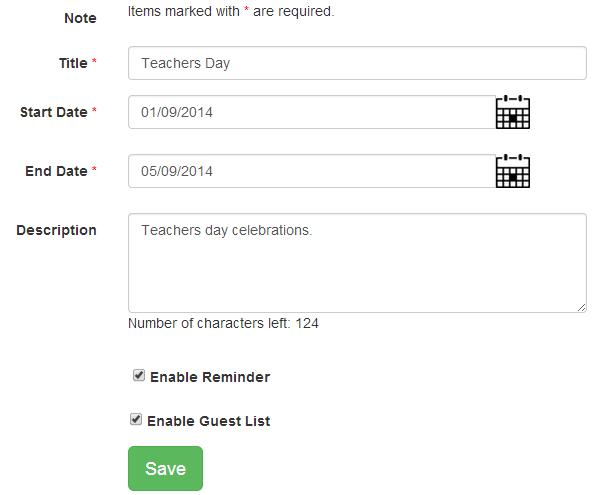 Note Items marked with * are required.
Title * Teachers Day
Start Date * 01/09/2014
End Date * 05/09/2014
Description Teachers day celebrations.
Number of characters left: 124
Enable Reminder
Enable Guest List
Save